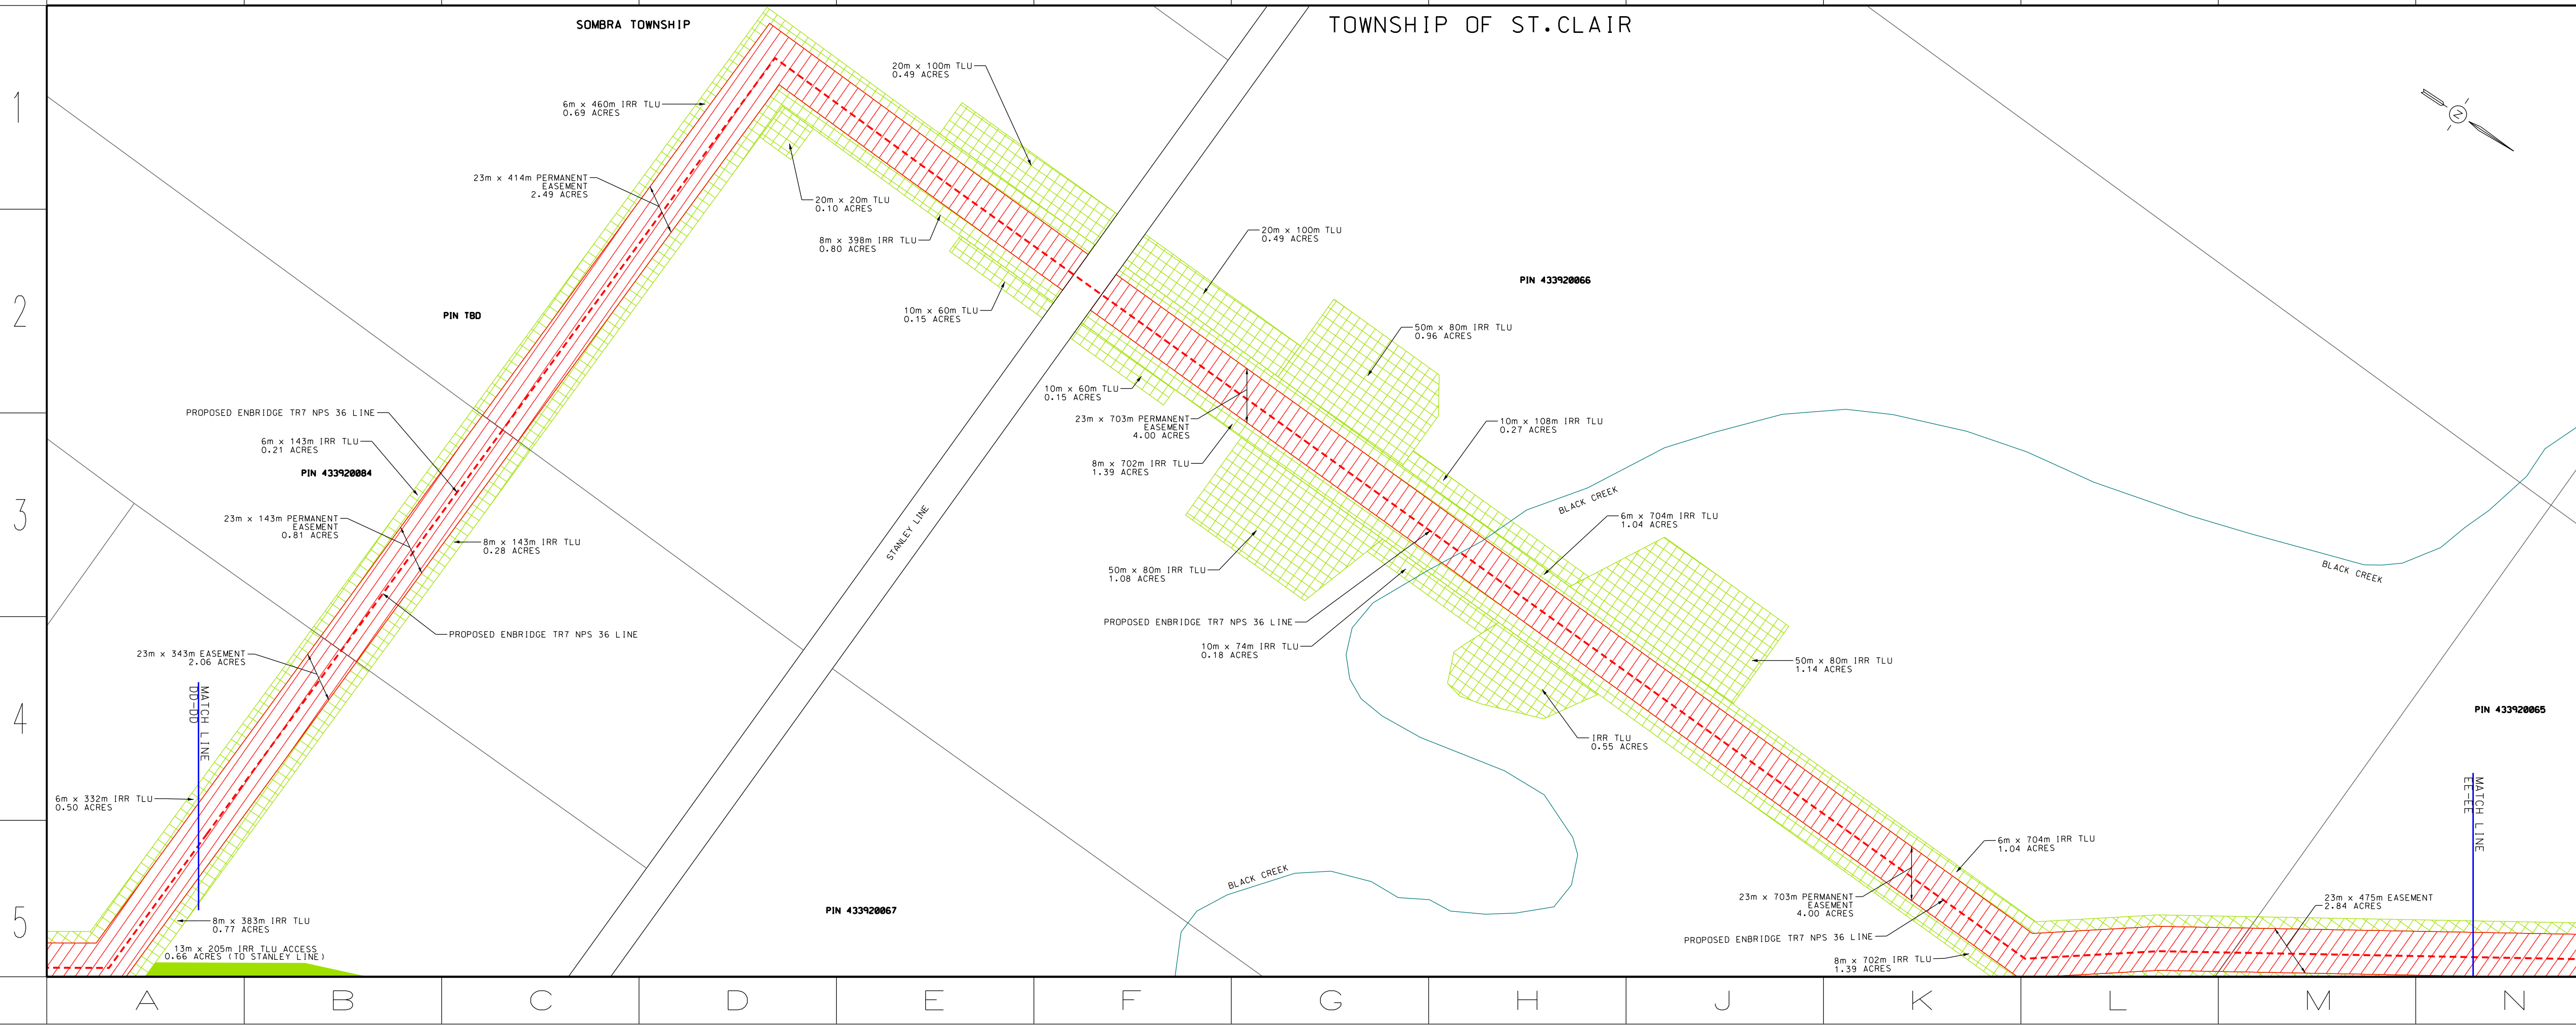 SOMBRA TOWNSHIP
TOWNSHIP OF ST.CLAIR
1
20m x 100m TLU
0.49 ACRES
6m x 460m IRR TLU
0.69 ACRES
N
23m x 414m PERMANENT
EASEMENT
2.49 ACRES
20m x 20m TLU
0.10 ACRES
8m x 398m IRR TLU
0.80 ACRES
20m x 100m TLU
0.49 ACRES
2
PIN 433920066
PIN TBD
10m x 60m TLU
0.15 ACRES
50m x 80m IRR TLU
0.96 ACRES
10m x 60m TLU
0.15 ACRES
23m x 703m PERMANENT
EASEMENT
4.00 ACRES
PROPOSED ENBRIDGE TR7 NPS 36 LINE
6m x 143m IRR TLU
0.21 ACRES
PIN 433920084
10m x 108m IRR TLU
0.27 ACRES
8m x 702m IRR TLU
1.39 ACRES
3
BLACK CREEK
23m x 143m PERMANENT
EASEMENT
0.81 ACRES
8m x 143m IRR TLU
0.28 ACRES
STANLEY LINE
6m x 704m IRR TLU
1.04 ACRES
50m x 80m IRR TLU
1.08 ACRES
BLACK CREEK
PROPOSED ENBRIDGE TR7 NPS 36 LINE
PROPOSED ENBRIDGE TR7 NPS 36 LINE
10m x 74m IRR TLU
0.18 ACRES
23m x 343m EASEMENT
2.06 ACRES
50m x 80m IRR TLU
1.14 ACRES
4
MATCH LINE
DD-DD
PIN 433920065
IRR TLU
0.55 ACRES
6m x 332m IRR TLU
0.50 ACRES
MATCH LINE
EE-EE
6m x 704m IRR TLU
1.04 ACRES
BLACK CREEK
5
PIN 433920067
23m x 703m PERMANENT
EASEMENT
4.00 ACRES
23m x 475m EASEMENT
2.84 ACRES
8m x 383m IRR TLU
0.77 ACRES
13m x 205m IRR TLU ACCESS
0.66 ACRES (TO STANLEY LINE)
PROPOSED ENBRIDGE TR7 NPS 36 LINE
8m x 702m IRR TLU
1.39 ACRES
A B C D E F G H J K L M N